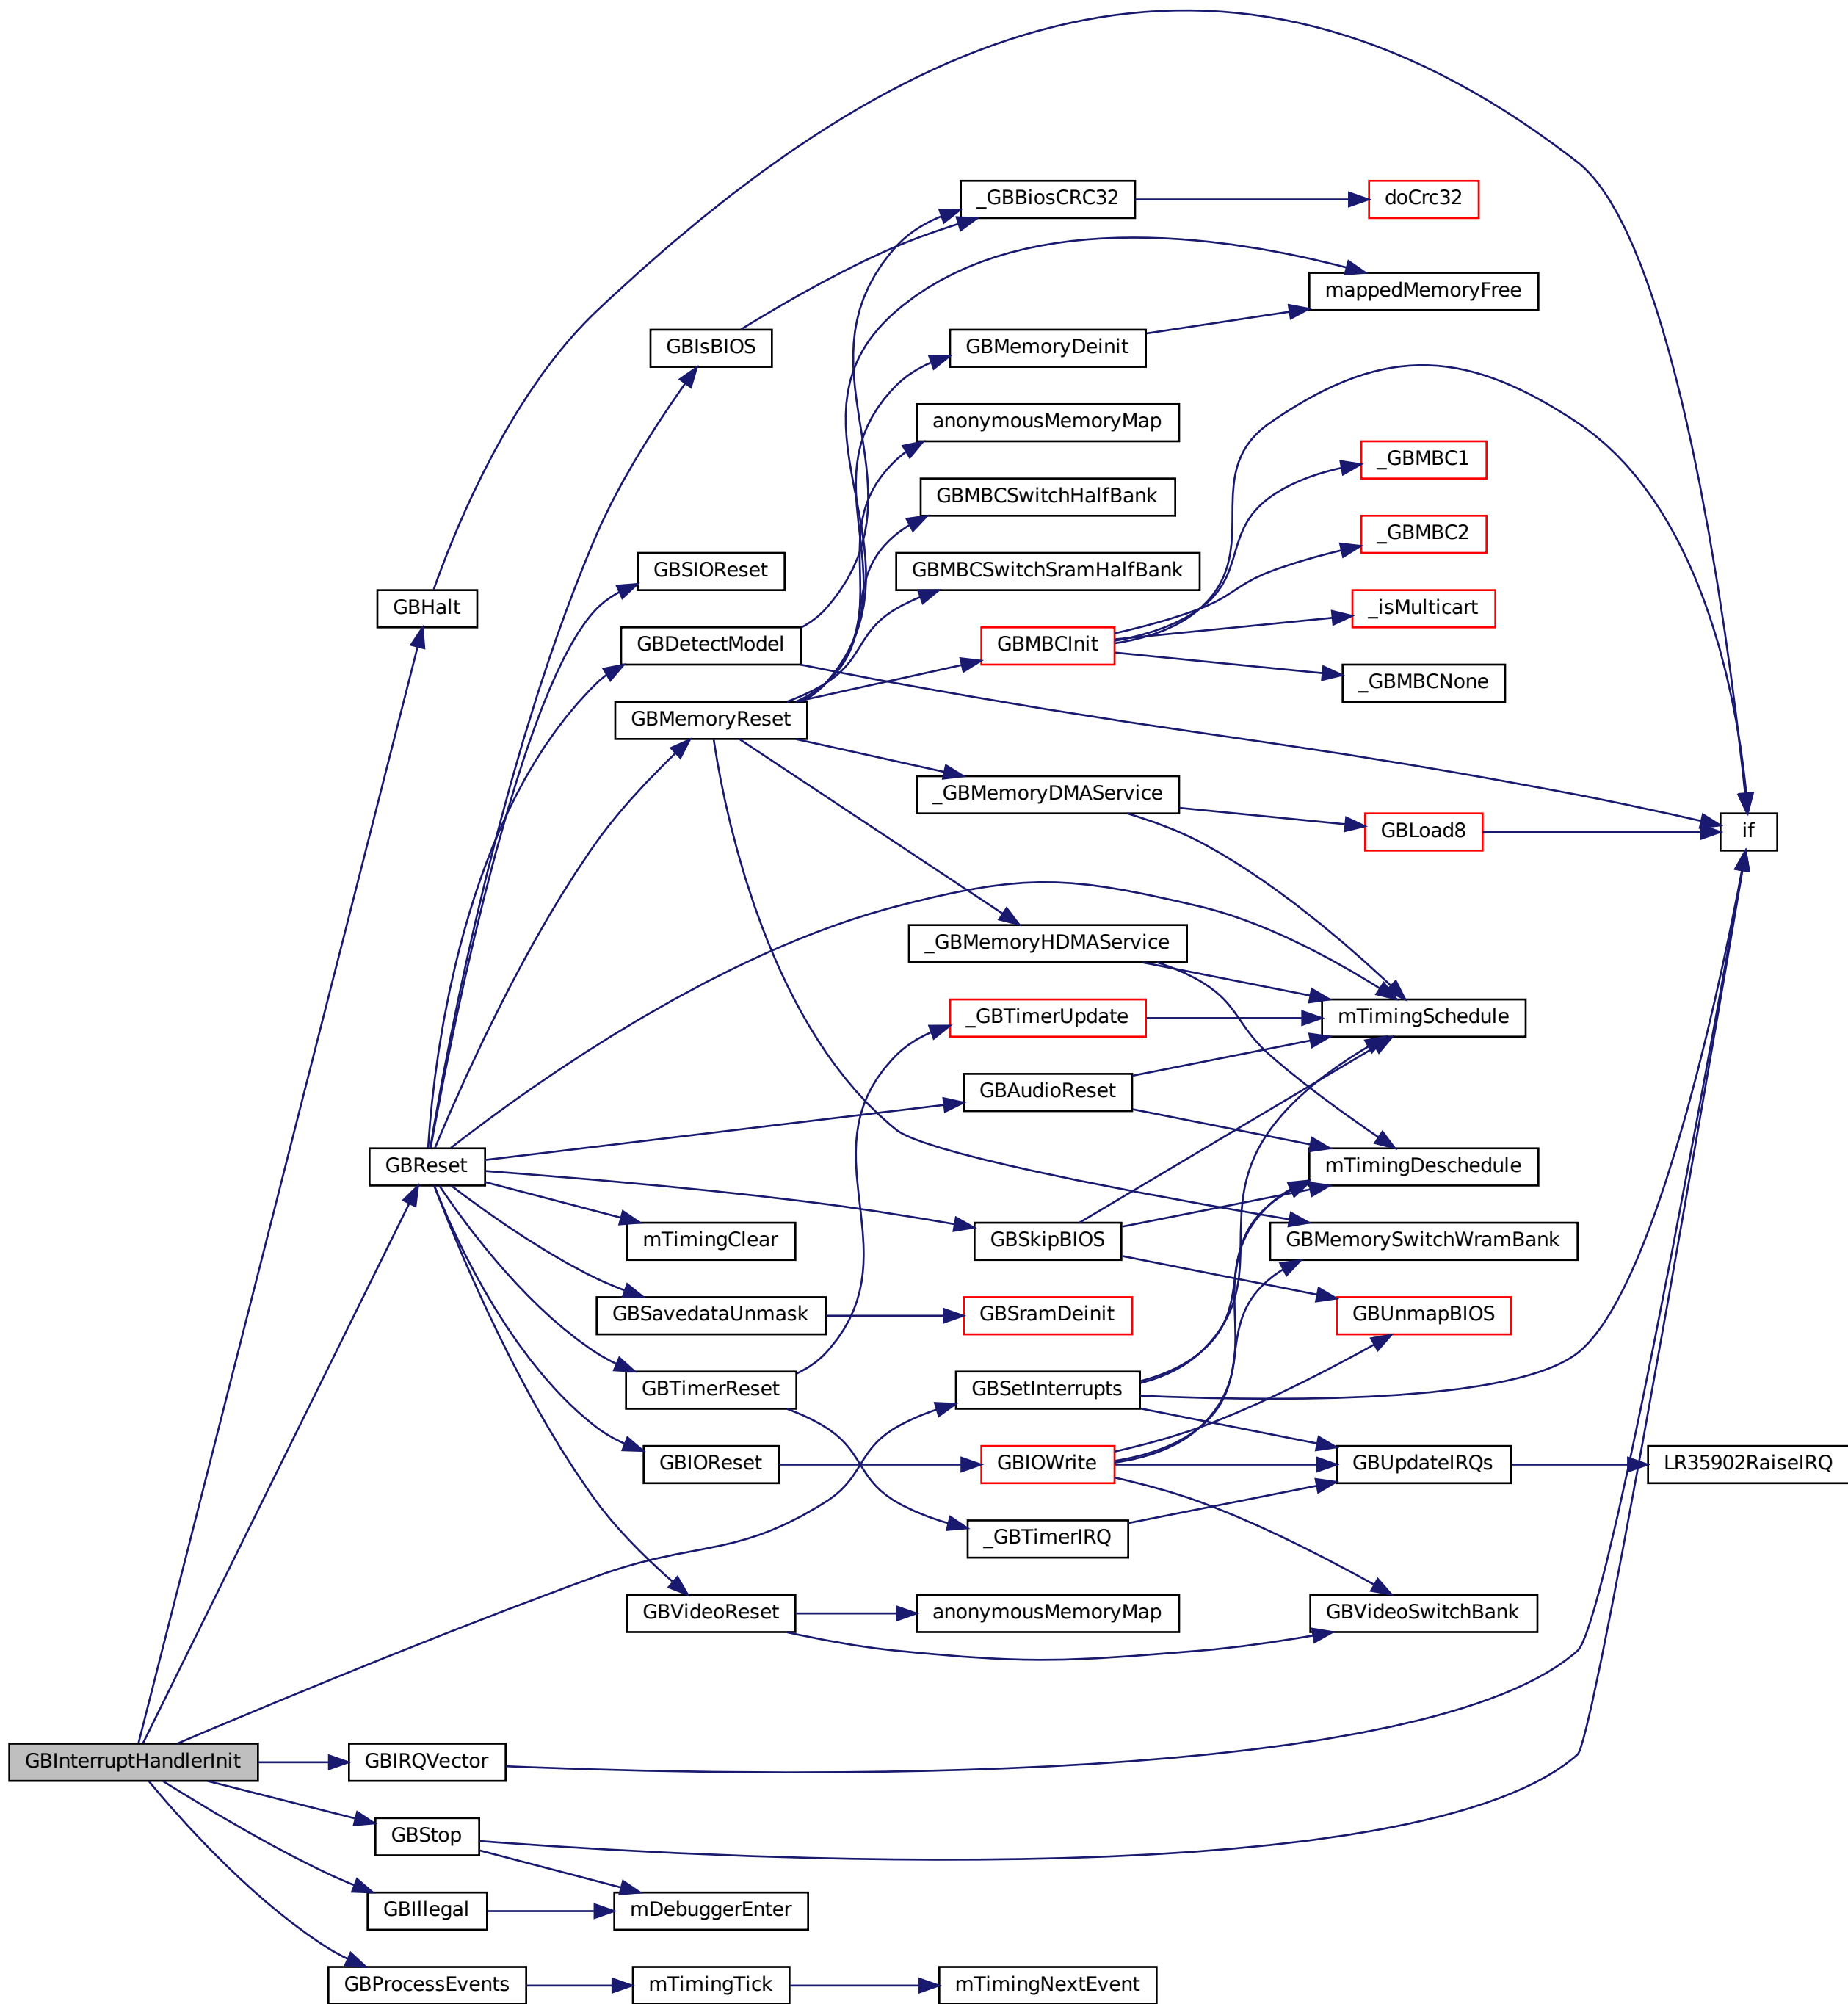 _GBBiosCRC32
doCrc32
mappedMemoryFree
GBIsBIOS
GBMemoryDeinit
anonymousMemoryMap
_GBMBC1
GBMBCSwitchHalfBank
_GBMBC2
GBSIOReset
GBMBCSwitchSramHalfBank
GBHalt
_isMulticart
GBDetectModel
GBMBCInit
_GBMBCNone
GBMemoryReset
_GBMemoryDMAService
GBLoad8
if
_GBMemoryHDMAService
_GBTimerUpdate
mTimingSchedule
GBAudioReset
GBReset
mTimingDeschedule
mTimingClear
GBSkipBIOS
GBMemorySwitchWramBank
GBSavedataUnmask
GBSramDeinit
GBUnmapBIOS
GBTimerReset
GBSetInterrupts
GBIOReset
GBIOWrite
GBUpdateIRQs
LR35902RaiseIRQ
_GBTimerIRQ
GBVideoReset
anonymousMemoryMap
GBVideoSwitchBank
GBInterruptHandlerInit
GBIRQVector
GBStop
GBIllegal
mDebuggerEnter
GBProcessEvents
mTimingTick
mTimingNextEvent